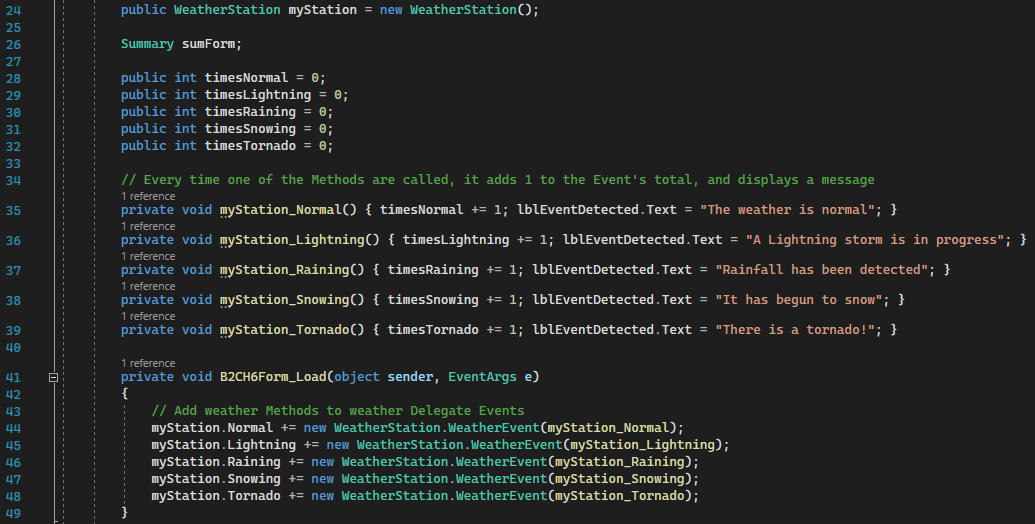 24 public WeatherStation myStation = new WeatherStation();
25
26 Summary sumForm;
27
28 public int timesNormal = 0;
29 public int timesLightning = 0;
30 public int timesRaining = 0;
31 public int timesSnowing = 0;
32 public int timesTornado = 0;
33
34 // Every time one of the Methods are called, it adds 1 to the Event's total, and displays a message
1 reference
35 private void myStation_Normal() { timesNormal += 1; lblEventDetected.Text = "The weather is normal"; }
1 reference
36 private void myStation_Lightning() { timesLightning += 1; lblEventDetected.Text = "A Lightning storm is in progress"; }
1 reference
37 private void myStation_Raining() { timesRaining += 1; lblEventDetected.Text = "Rainfall has been detected"; }
1 reference
38 private void myStation_Snowing() { timesSnowing += 1; lblEventDetected.Text = "It has begun to snow"; }
1 reference
39 private void myStation_Tornado() { timesTornado += 1; lblEventDetected.Text = "There is a tornado!"; }
40
1 reference
41 private void B2CH6Form_Load(object sender, EventArgs e)
42 {
43 // Add weather Methods to weather Delegate Events
44 myStation.Normal += new WeatherStation.WeatherEvent(myStation_Normal);
45 myStation.Lightning += new WeatherStation.WeatherEvent(myStation_Lightning);
46 myStation.Raining += new WeatherStation.WeatherEvent(myStation_Raining);
47 myStation.Snowing += new WeatherStation.WeatherEvent(myStation_Snowing);
48 myStation.Tornado += new WeatherStation.WeatherEvent(myStation_Tornado);
49 }